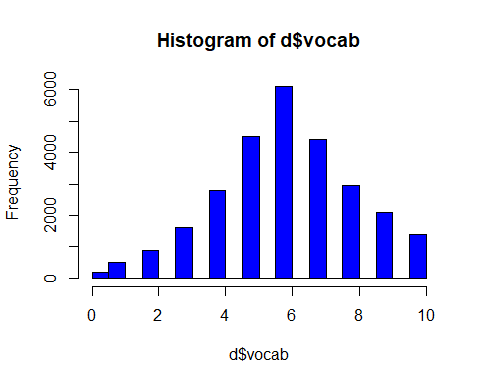 Histogram of d$vocab
Frequency
6000
4000
2000
0
0 2 4 6 8 10
d$vocab